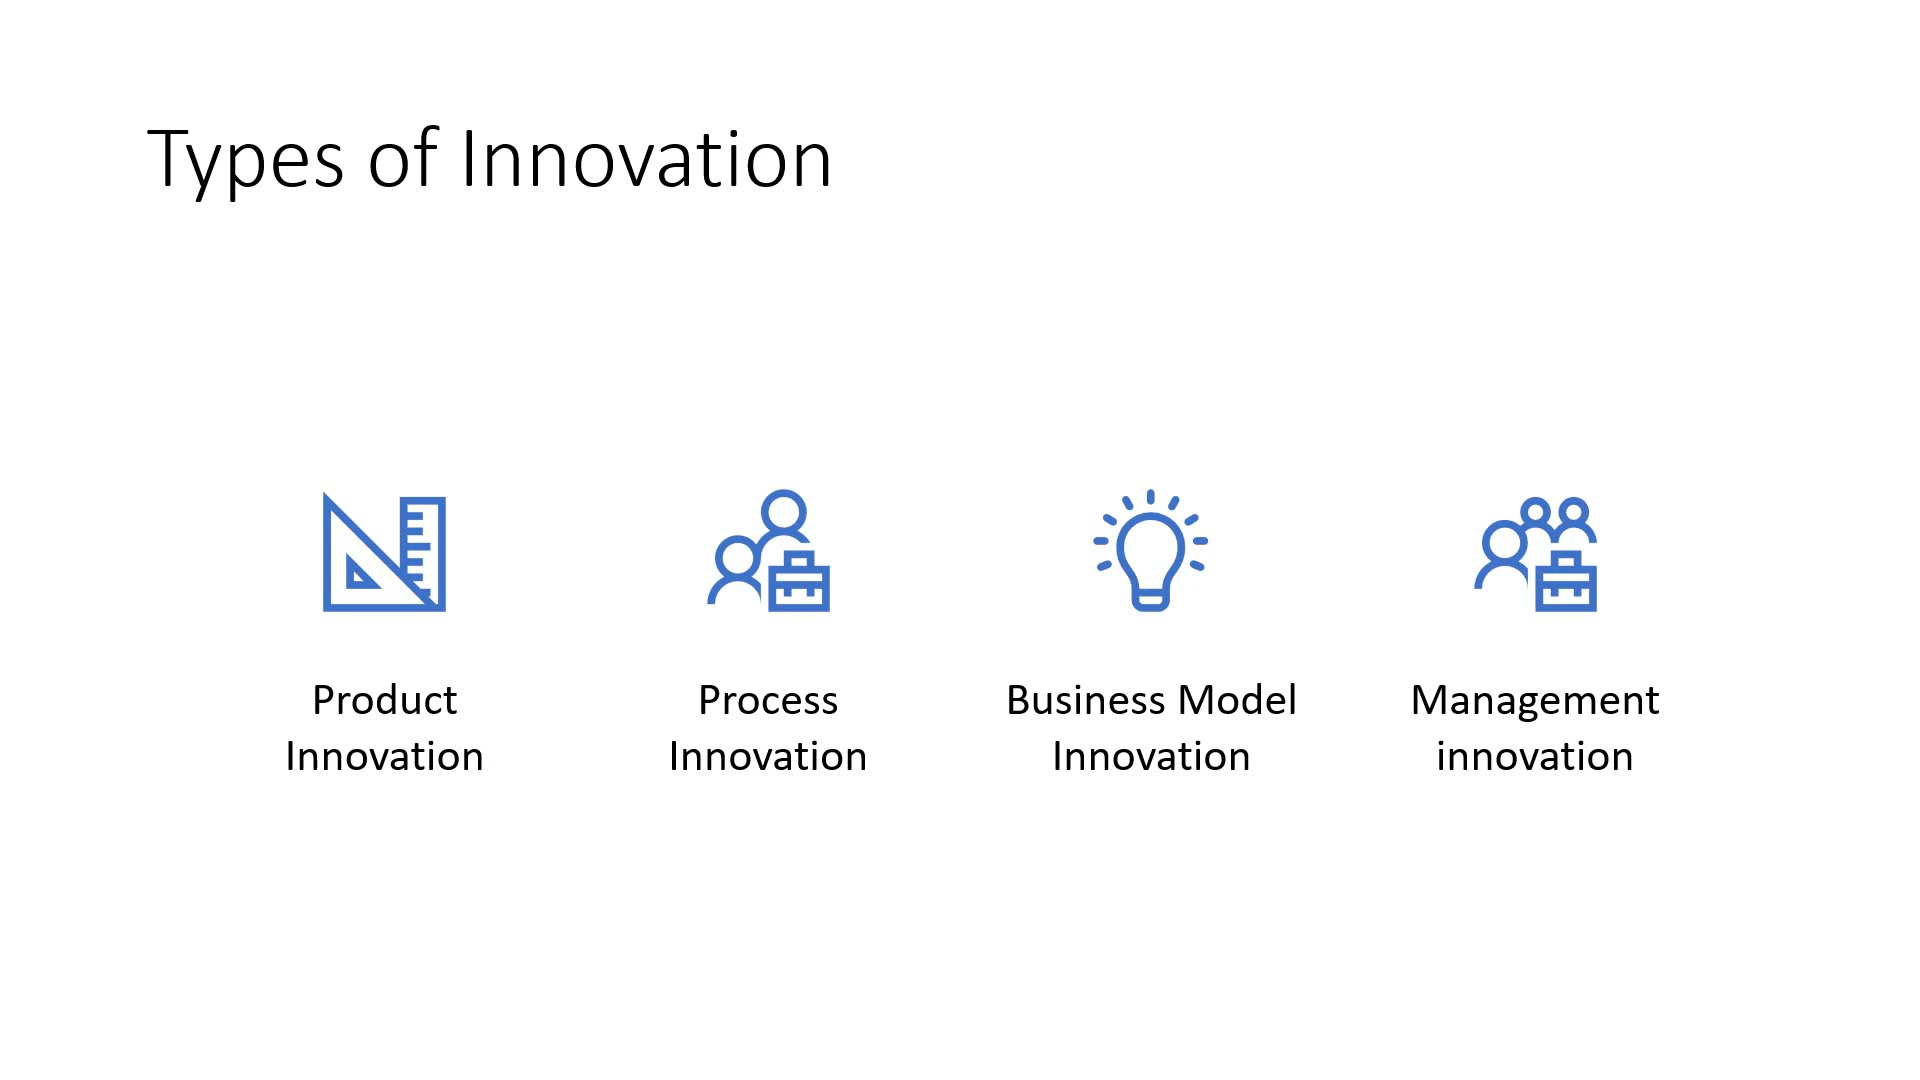 Types of Innovation
Product
Innovation
Process
Innovation
Business Model
Innovation
Management
innovation